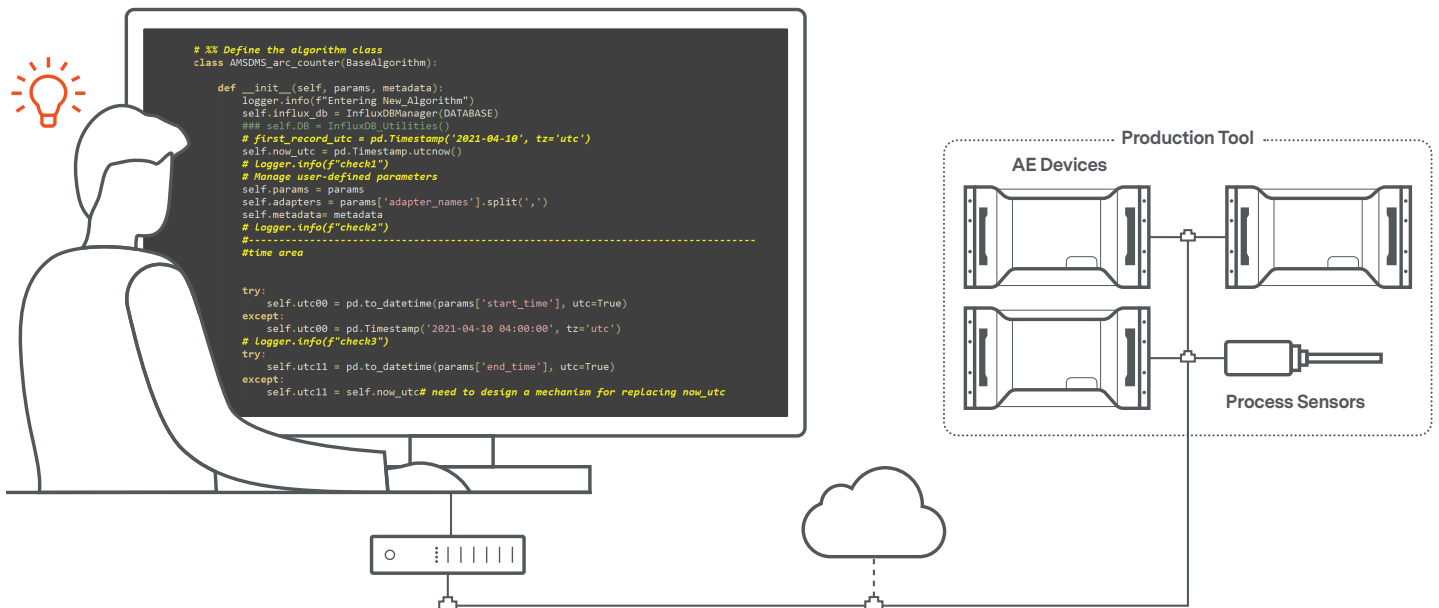 # %% Define the algorithm class
class AMSDMS_arc_counter(BaseAlgorithm):
def __init__(self, params, metadata):
logger.info(f"Entering New_Algorithm")
self.influx_db = InfluxDBManager(DATABASE)
### self.DB = InfluxDB_Utilities()
# first_record_utc = pd.Timestamp('2021-04-10', tz='utc')
self.now_utc = pd.Timestamp.utcnow()
# logger.info(f"check1")
# Manage user-defined parameters
self.params = params
self.adapters = params['adapter_names'].split(',')
self.metadata= metadata
# logger.info(f"check2")
#-----------------------------------------------------------------------------
#time area
try:
self.utc00 = pd.to_datetime(params['start_time'], utc=True)
except:
self.utc00 = pd.Timestamp('2021-04-10 04:00:00', tz='utc')
# logger.info(f"check3")
try:
self.utc11 = pd.to_datetime(params['end_time'], utc=True)
except:
self.utc11 = self.now_utc# need to design a mechanism for replacing now_utc
Production Tool
AE Devices
Process Sensors